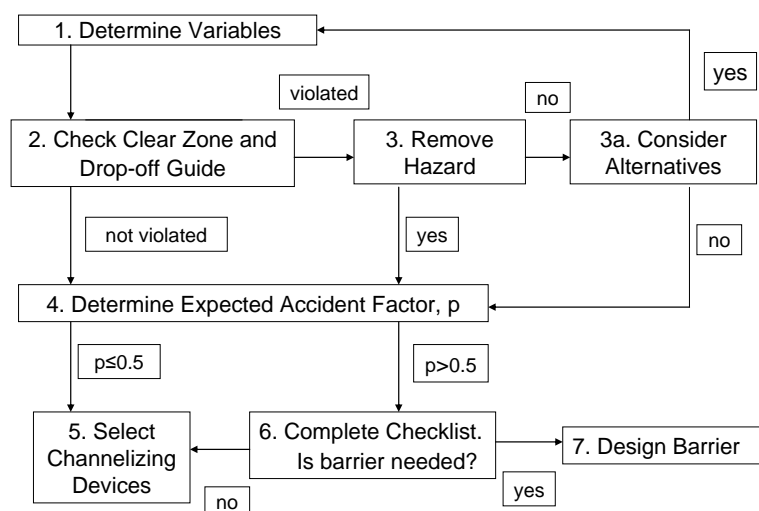 1. Determine Variables
yes
violated
no
2. Check Clear Zone and
Drop-off Guide
3. Remove
Hazard
3a. Consider
Alternatives
not violated
yes
no
4. Determine Expected Accident Factor, p
p≤0.5
p>0.5
5. Select
Channelizing
Devices
6. Complete Checklist.
Is barrier needed?
7. Design Barrier
no
yes